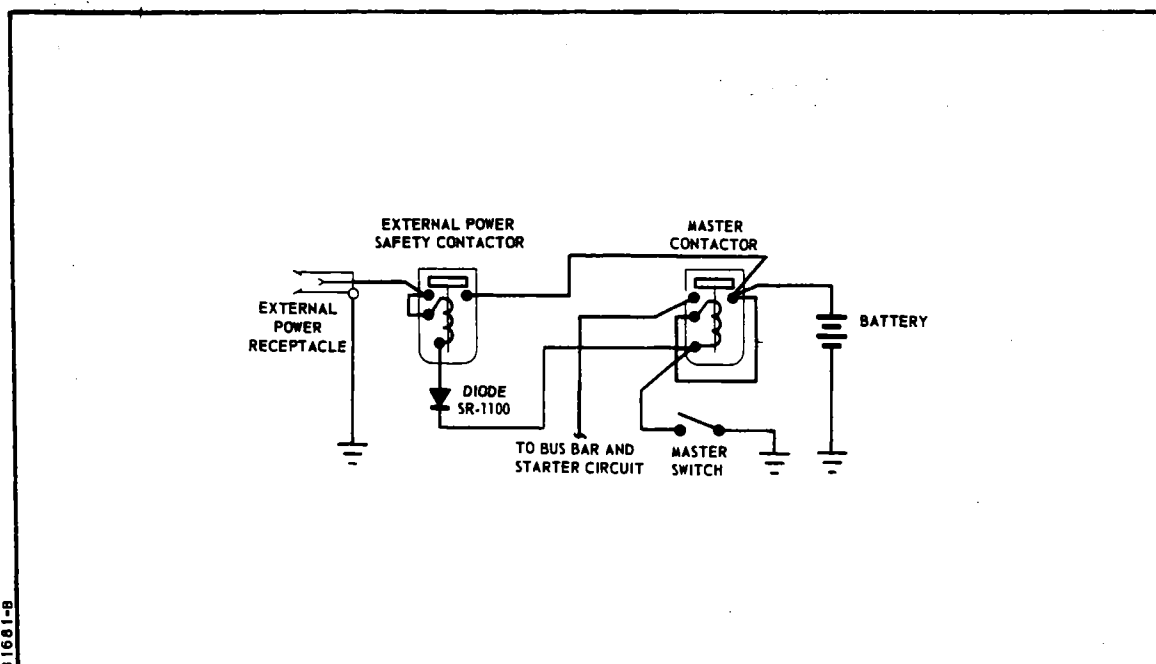 EXTERNAL POWER
SAFETY CONTACTOR
MASTER
CONTACTOR
EXTERNAL
POWER
RECEPTACLE
BATTERY
DIODE
SR-1100
TO BUS BAR AND
STARTER CIRCUIT
MASTER
SWITCH